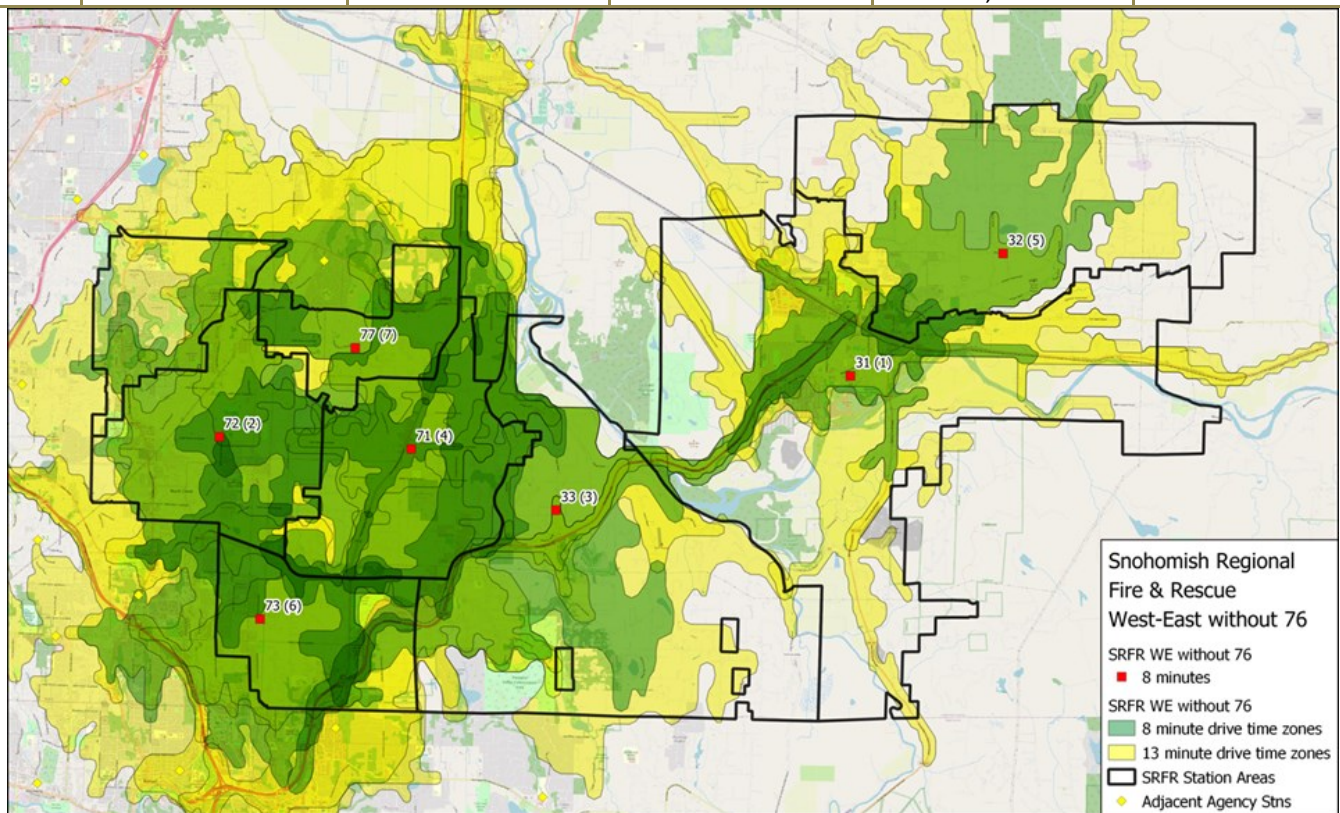 32 (5)
77 (7)
31 (1)
72 (2)
71 (4)
33 (3)
73 (6)
Snohomish Regional
Fire & Rescue
West-East without 76
SRFR WE without 76
8 minutes
SRFR WE without 76
8 minute drive time zones
13 minute drive time zones
SRFR Station Areas
Adjacent Agency Stns